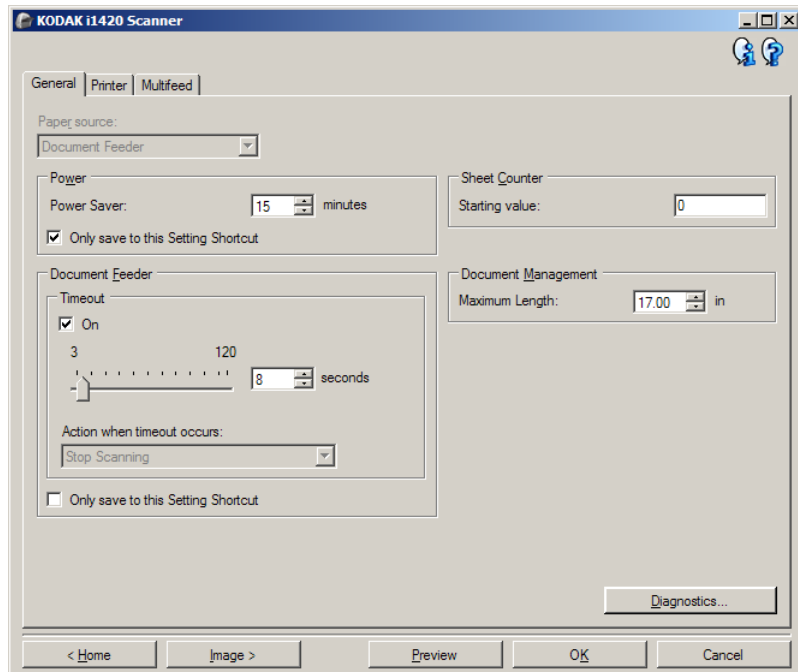 KODAK i1420 Scanner
General Printer Multifeed
Paper source:
Document Feeder
Power
Power Saver: 15 minutes
Only save to this Setting Shortcut
Sheet Counter
Starting value: 0
Document Feeder
Timeout
On
3 120
8 seconds
Action when timeout occurs:
Stop Scanning
Only save to this Setting Shortcut
Document Management
Maximum Length: 17.00 in
Diagnostics...
< Home Image > Preview OK Cancel